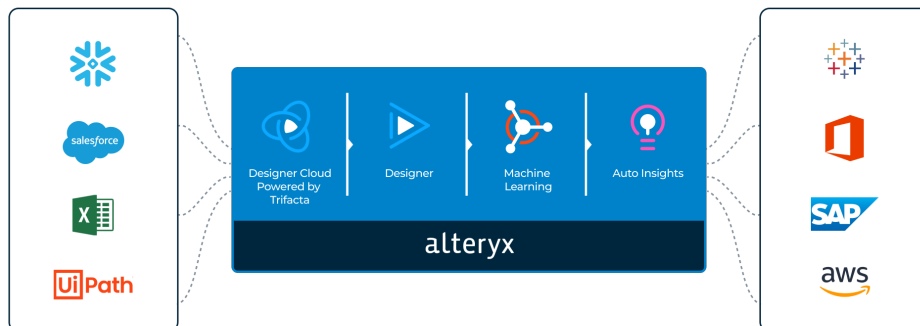 salesforce
X
UiPath
Designer Cloud
Powered by
Trifacta
Designer
Machine
Learning
Auto Insights
alteryx
SAP
aws